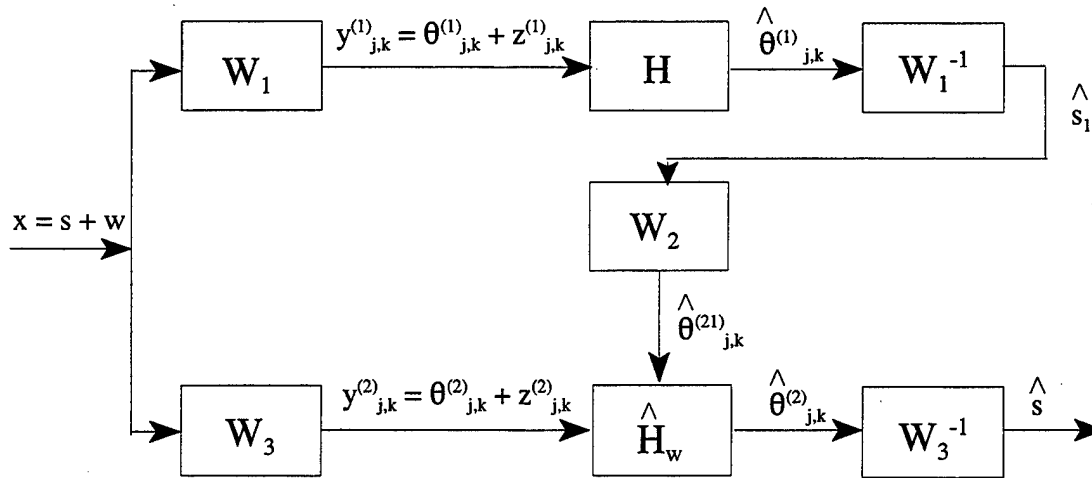 W₁
y⁽¹⁾j,k = θ⁽¹⁾j,k + z⁽¹⁾j,k
H
θ̂⁽¹⁾j,k
W₁⁻¹
ŝ₁
x = s + w
W₂
θ̂⁽²¹⁾j,k
W₃
y⁽²⁾j,k = θ⁽²⁾j,k + z⁽²⁾j,k
Ĥw
θ̂⁽²⁾j,k
W₃⁻¹
ŝ